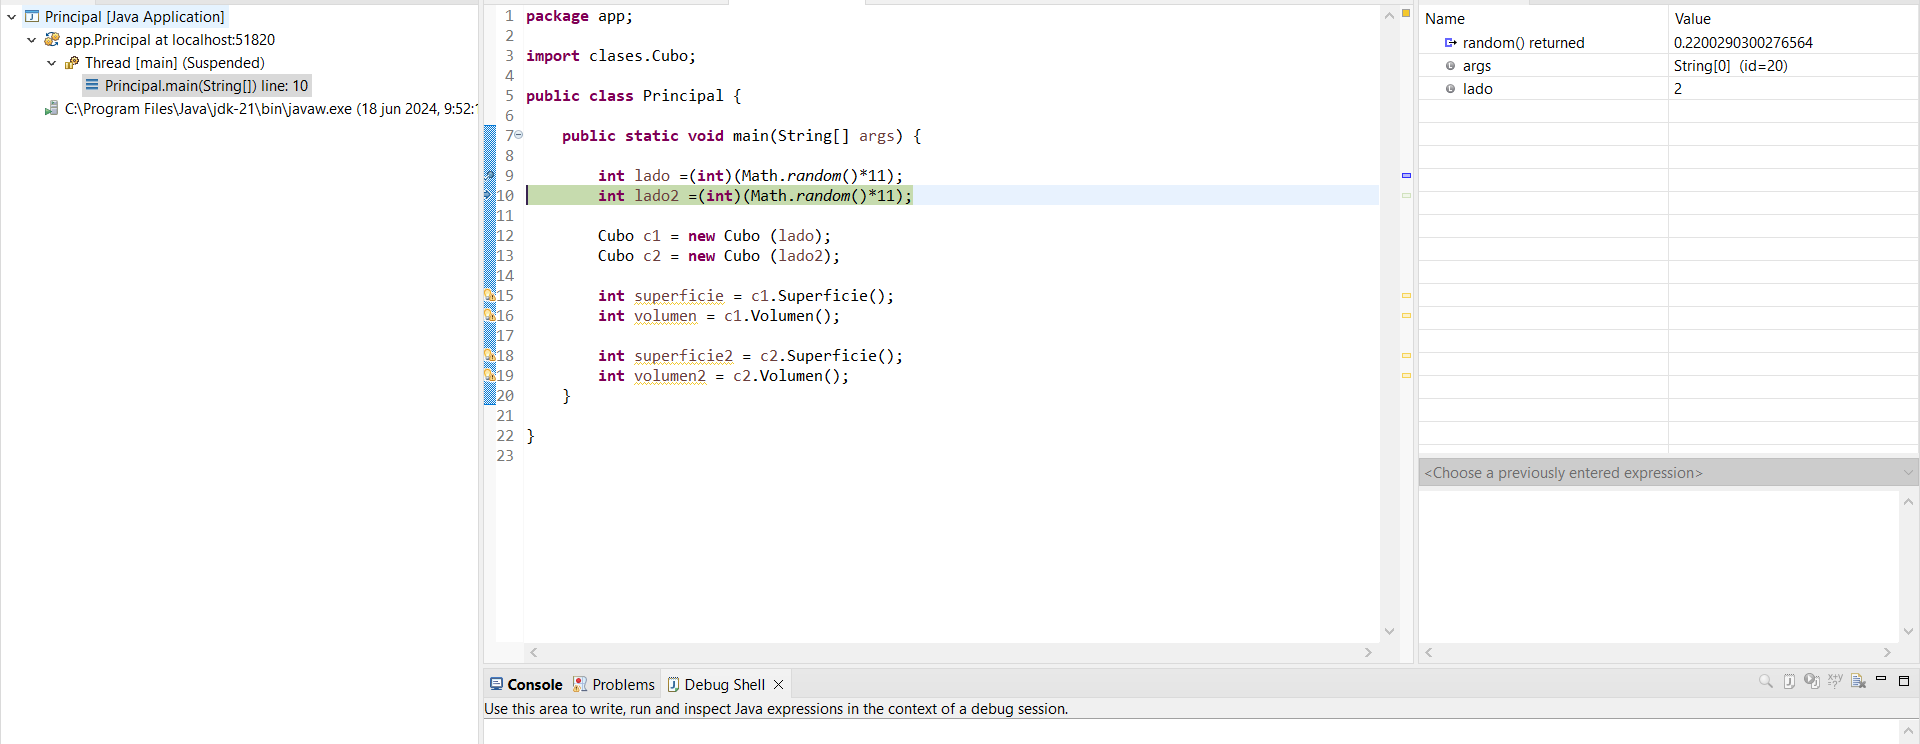 Principal [Java Application]
app.Principal at localhost:51820
Thread [main] (Suspended)
Principal.main(String[]) line: 10
C:\Program Files\Java\jdk-21\bin\javaw.exe (18 jun 2024, 9:52:
1 package app;
2
3 import clases.Cubo;
4
5 public class Principal {
6
7 public static void main(String[] args) {
8
9 int lado =(int)(Math.random()*11);
10 int lado2 =(int)(Math.random()*11);
11
12 Cubo c1 = new Cubo (lado);
13 Cubo c2 = new Cubo (lado2);
14
15 int superficie = c1.Superficie();
16 int volumen = c1.Volumen();
17
18 int superficie2 = c2.Superficie();
19 int volumen2 = c2.Volumen();
20 }
21
22 }
23
Name Value
random() returned 0.2200290300276564
args String[0] (id=20)
lado 2
<Choose a previously entered expression>
Console Problems Debug Shell
Use this area to write, run and inspect Java expressions in the context of a debug session.